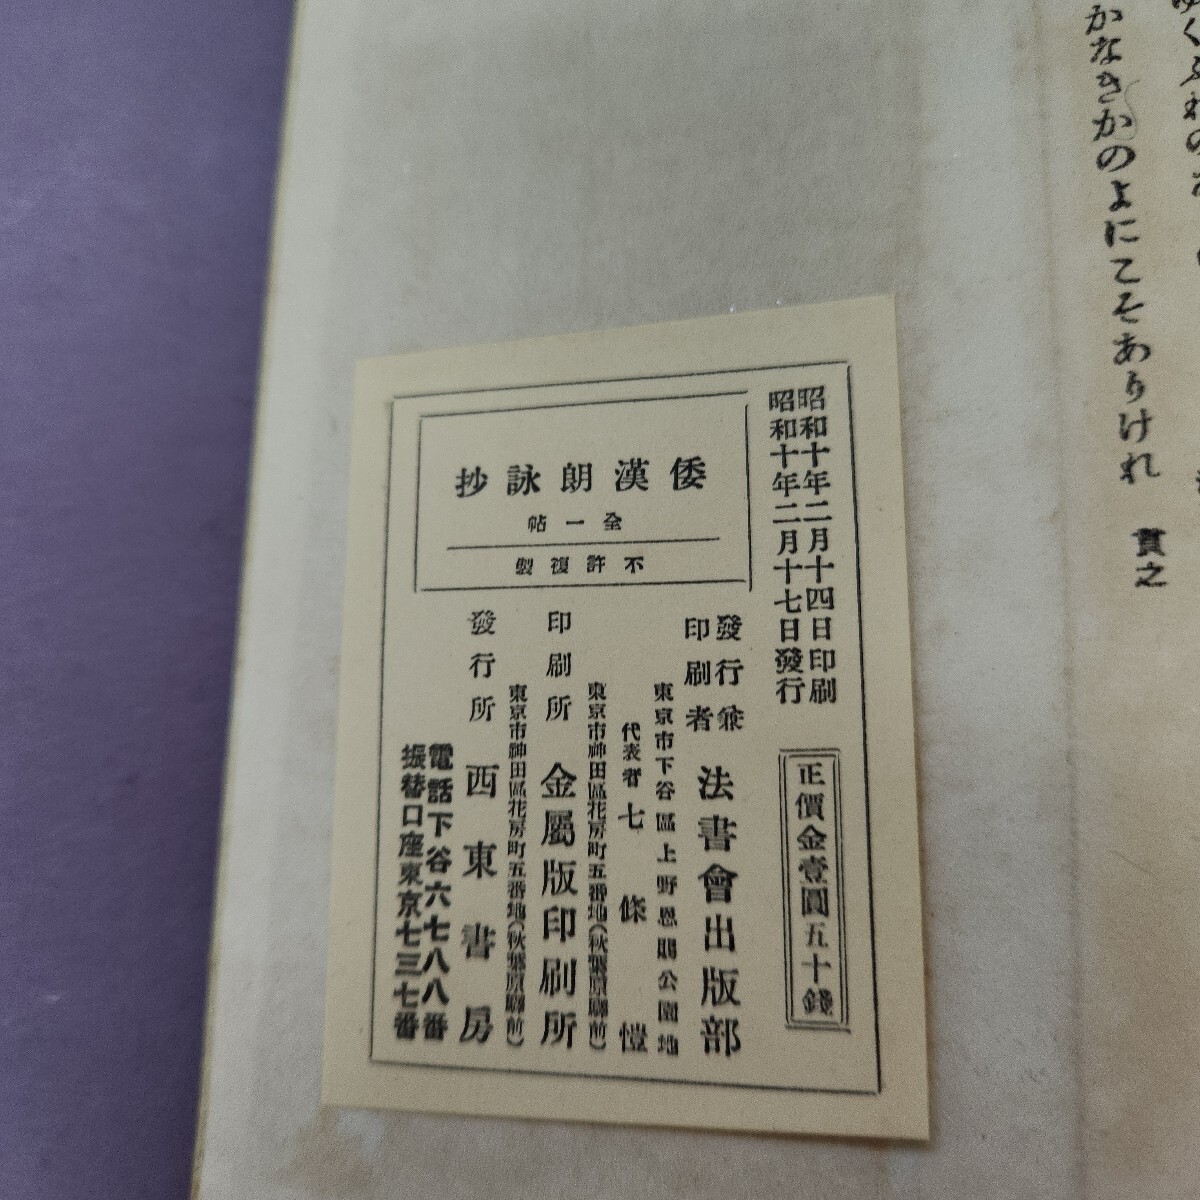 かなきかのよにこそありけれ
貫之
昭和十年二月十四日印刷
昭和十年二月十七日發行
正價金壹圓五十錢
倭漢朗詠抄
全一帖
不許複製
發行兼
印刷者
法書會出版部
東京市下谷區上野恩賜公園地
代表者 七條愷
東京市神田區花房町五番地(秋葉原驛前)
印刷所 金屬版印刷所
東京市神田區花房町五番地(秋葉原驛前)
發行所 西東書房
電話下谷六七八八番
振替口座東京七三七番